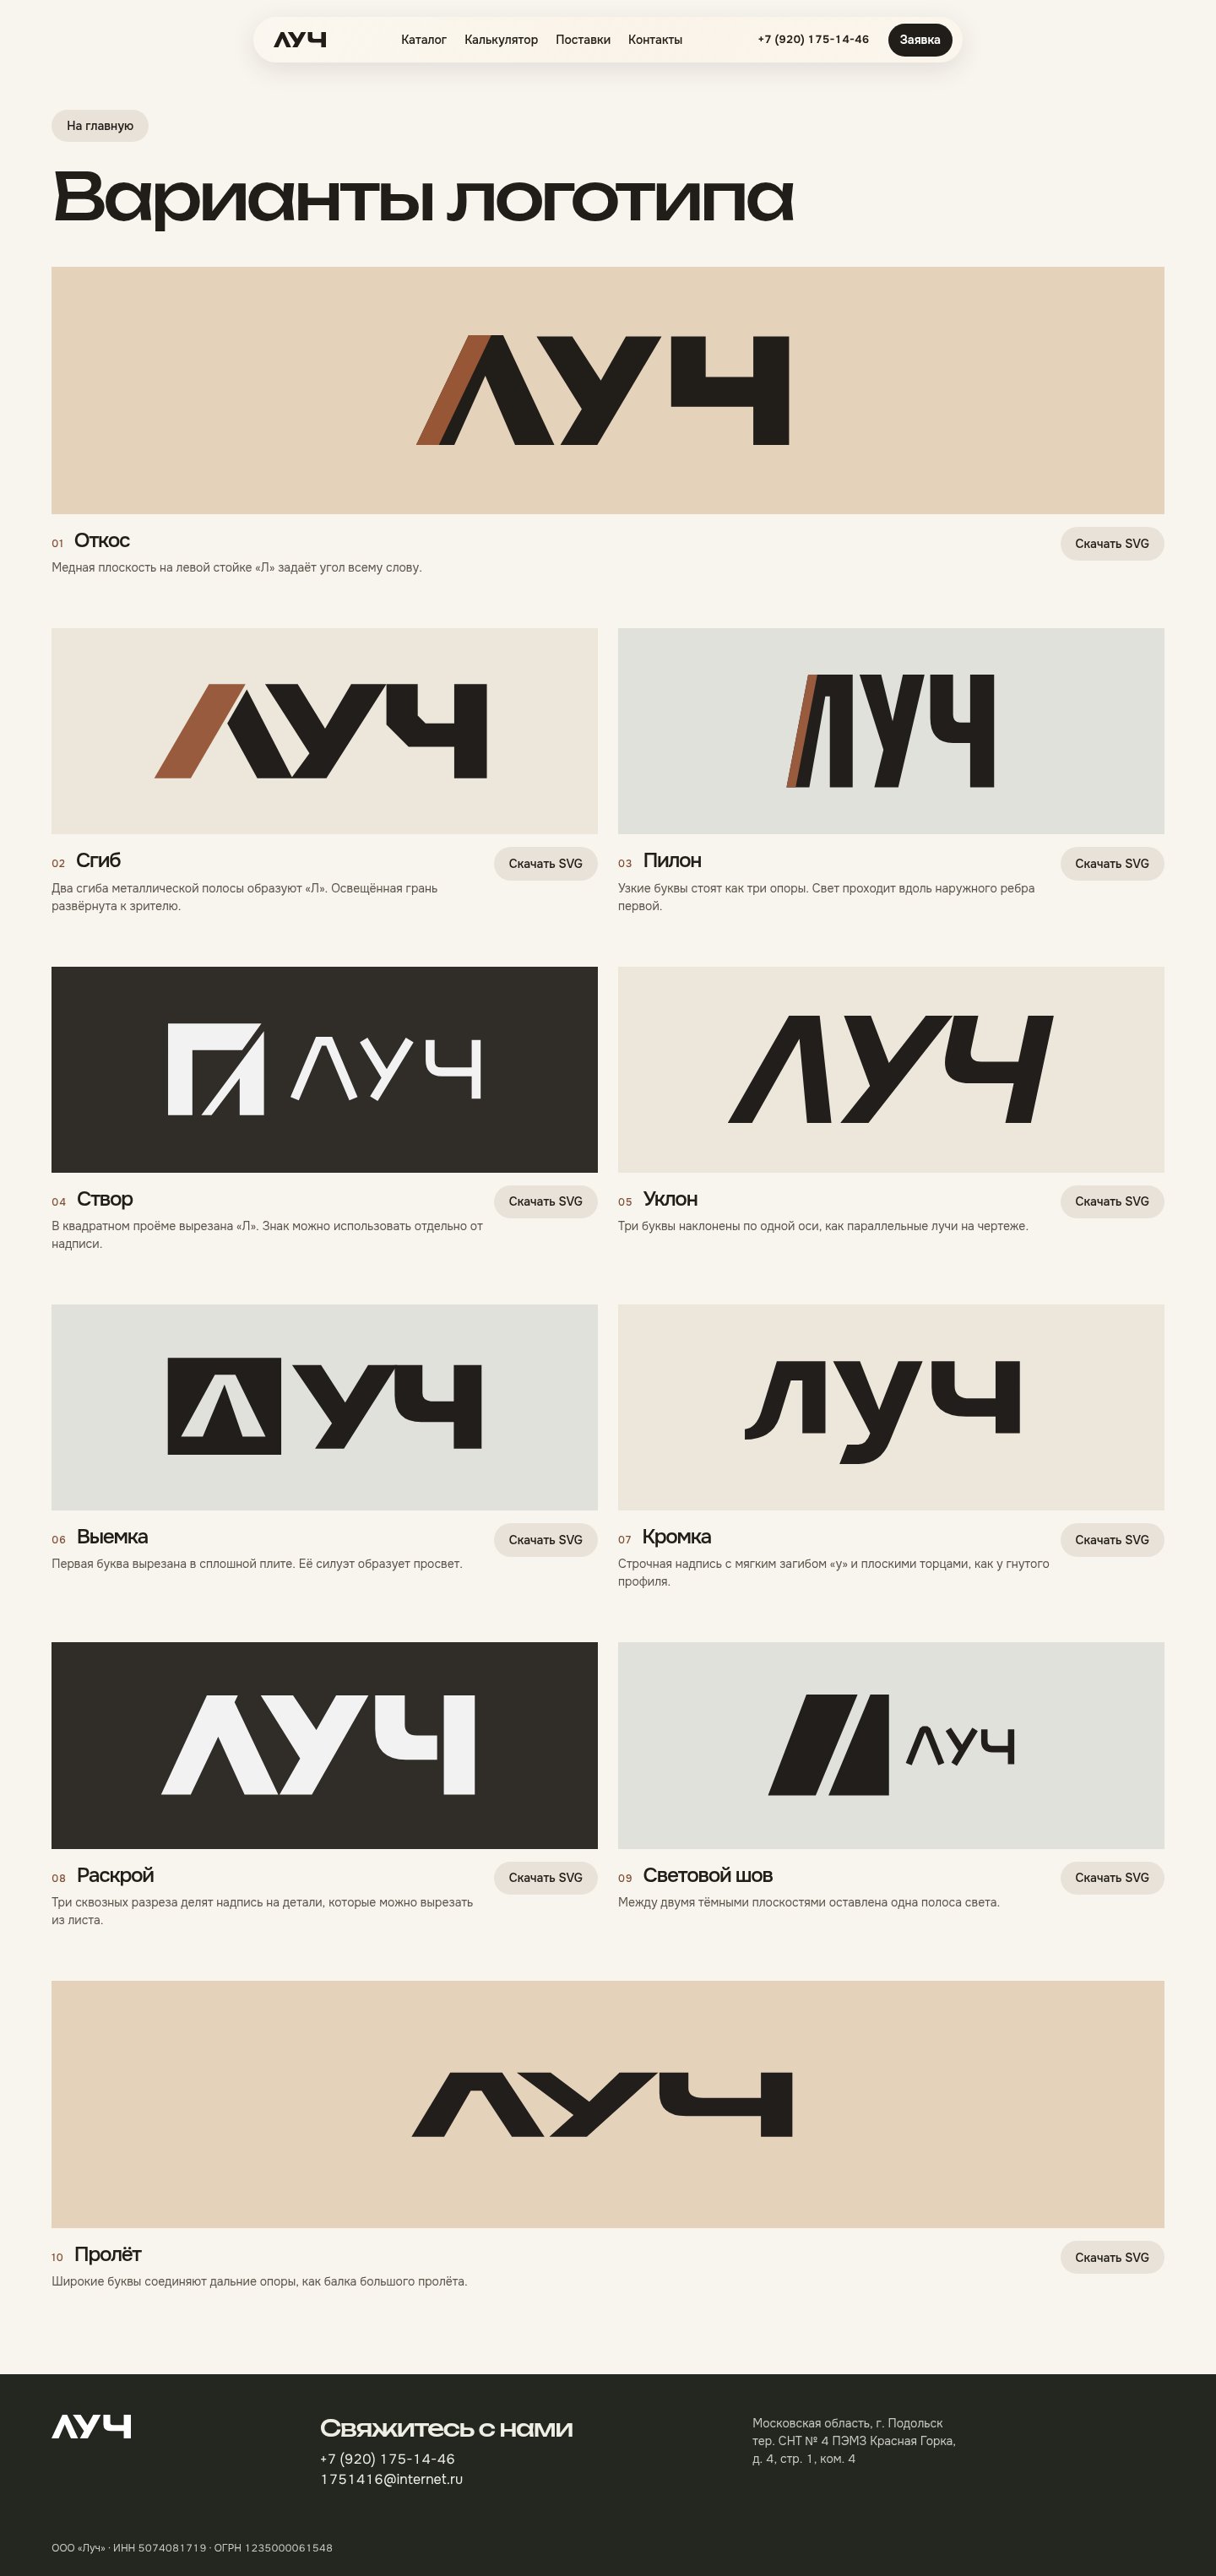 ЛУЧ
Каталог
Калькулятор
Поставки
Контакты
+7 (920) 175-14-46
Заявка
На главную
Варианты логотипа
ЛУЧ
01 Откос
Скачать SVG
Медная плоскость на левой стойке «Л» задаёт угол всему слову.
ЛУЧ
02 Сгиб
Скачать SVG
Два сгиба металлической полосы образуют «Л». Освещённая грань
развёрнута к зрителю.
ЛУЧ
03 Пилон
Скачать SVG
Узкие буквы стоят как три опоры. Свет проходит вдоль наружного ребра
первой.
ЛУЧ
04 Створ
Скачать SVG
В квадратном проёме вырезана «Л». Знак можно использовать отдельно от
надписи.
ЛУЧ
05 Уклон
Скачать SVG
Три буквы наклонены по одной оси, как параллельные лучи на чертеже.
ЛУЧ
06 Выемка
Скачать SVG
Первая буква вырезана в сплошной плите. Её силуэт образует просвет.
луч
07 Кромка
Скачать SVG
Строчная надпись с мягким загибом «у» и плоскими торцами, как у гнутого
профиля.
ЛУЧ
08 Раскрой
Скачать SVG
Три сквозных разреза делят надпись на детали, которые можно вырезать
из листа.
ЛУЧ
09 Световой шов
Скачать SVG
Между двумя тёмными плоскостями оставлена одна полоса света.
ЛУЧ
10 Пролёт
Скачать SVG
Широкие буквы соединяют дальние опоры, как балка большого пролёта.
ЛУЧ
Свяжитесь с нами
+7 (920) 175-14-46
1751416@internet.ru
Московская область, г. Подольск
тер. СНТ № 4 ПЭМЗ Красная Горка,
д. 4, стр. 1, ком. 4
ООО «Луч» · ИНН 5074081719 · ОГРН 1235000061548